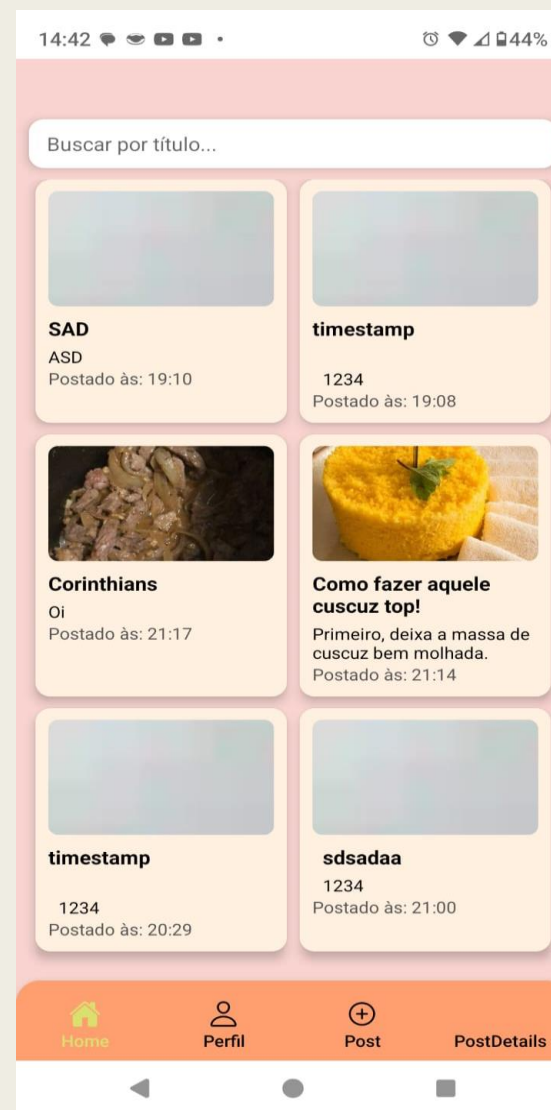 14:42
44%
Buscar por título...
SAD
ASD
Postado às: 19:10
timestamp
1234
Postado às: 19:08
Corinthians
Oi
Postado às: 21:17
Como fazer aquele
cuscuz top!
Primeiro, deixa a massa de
cuscuz bem molhada.
Postado às: 21:14
timestamp
1234
Postado às: 20:29
sdsadaa
1234
Postado às: 21:00
Home
Perfil
Post
PostDetails